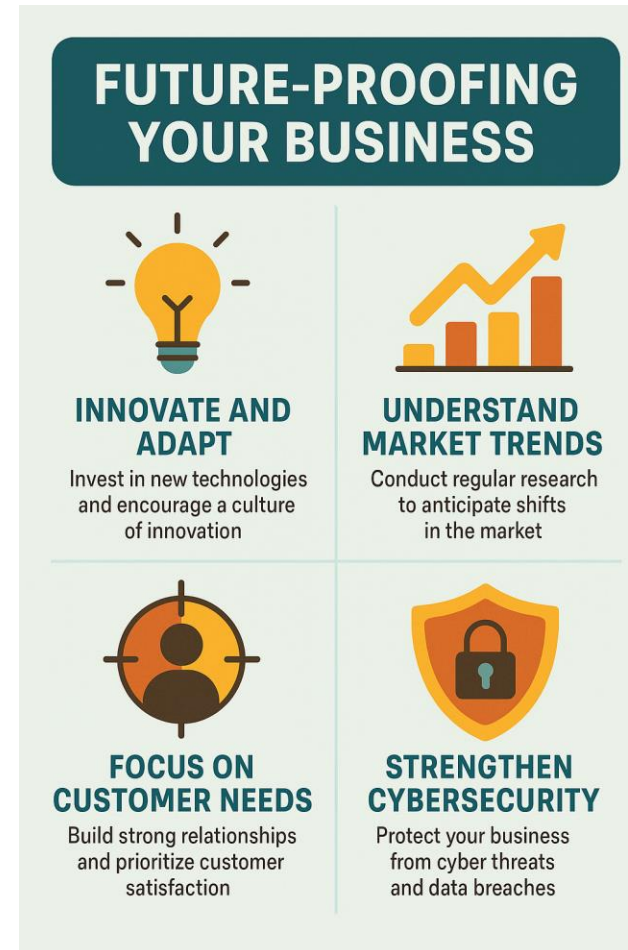 FUTURE-PROOFING
YOUR BUSINESS
INNOVATE AND
ADAPT
Invest in new technologies
and encourage a culture
of innovation
UNDERSTAND
MARKET TRENDS
Conduct regular research
to anticipate shifts
in the market
FOCUS ON
CUSTOMER NEEDS
Build strong relationships
and prioritize customer
satisfaction
STRENGTHEN
CYBERSECURITY
Protect your business
from cyber threats
and data breaches